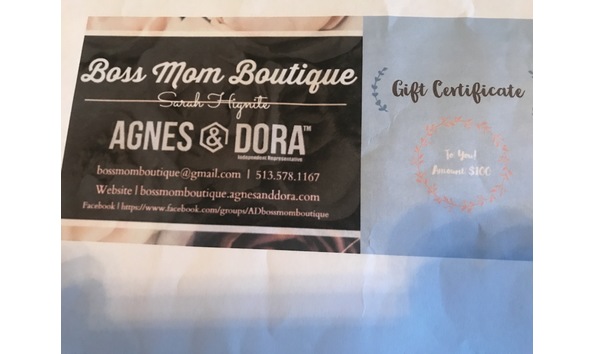 Boss Mom Boutique
Sarah Hignite
AGNES & DORA™
Independent Representative
bossmomboutique@gmail.com | 513.578.1167
Website | bossmomboutique.agnesanddora.com
Facebook | https://www.facebook.com/groups/ADbossmomboutique
Gift Certificate
To You!
Amount: $100